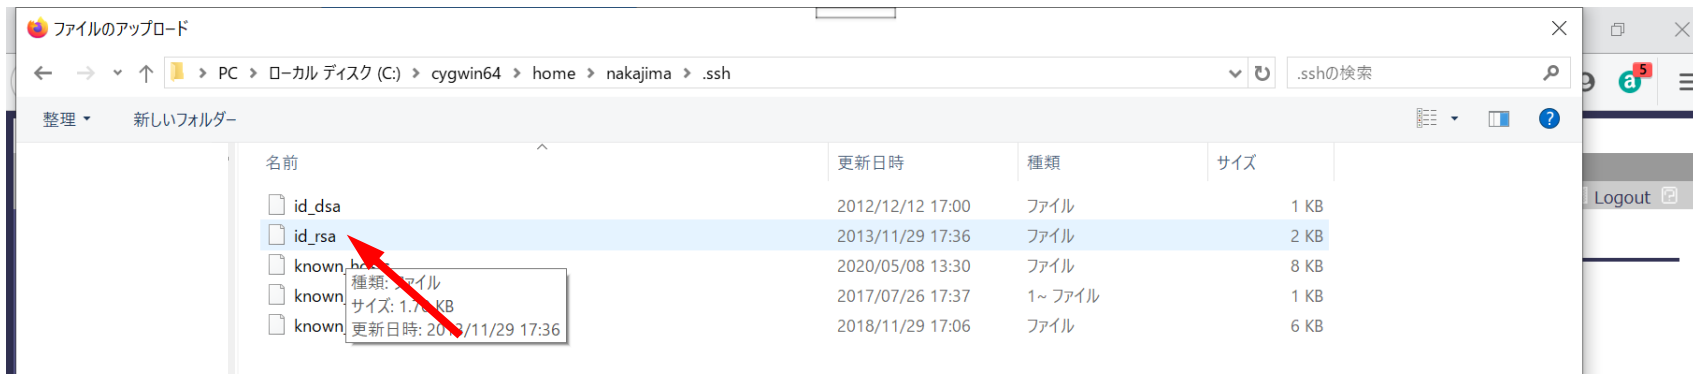 ファイルのアップロード
PC > ローカル ディスク (C:) > cygwin64 > home > nakajima > .ssh
.sshの検索
5
a
整理
新しいフォルダー
?
名前 更新日時 種類 サイズ
Logout ?
id_dsa 2012/12/12 17:00 ファイル 1 KB
id_rsa 2013/11/29 17:36 ファイル 2 KB
known_ 2020/05/08 13:30 ファイル 8 KB
known_ 2017/07/26 17:37 1~ ファイル 1 KB
known_ 2018/11/29 17:06 ファイル 6 KB
種類: ファイル
サイズ: 1.7 KB
更新日時: 2013/11/29 17:36